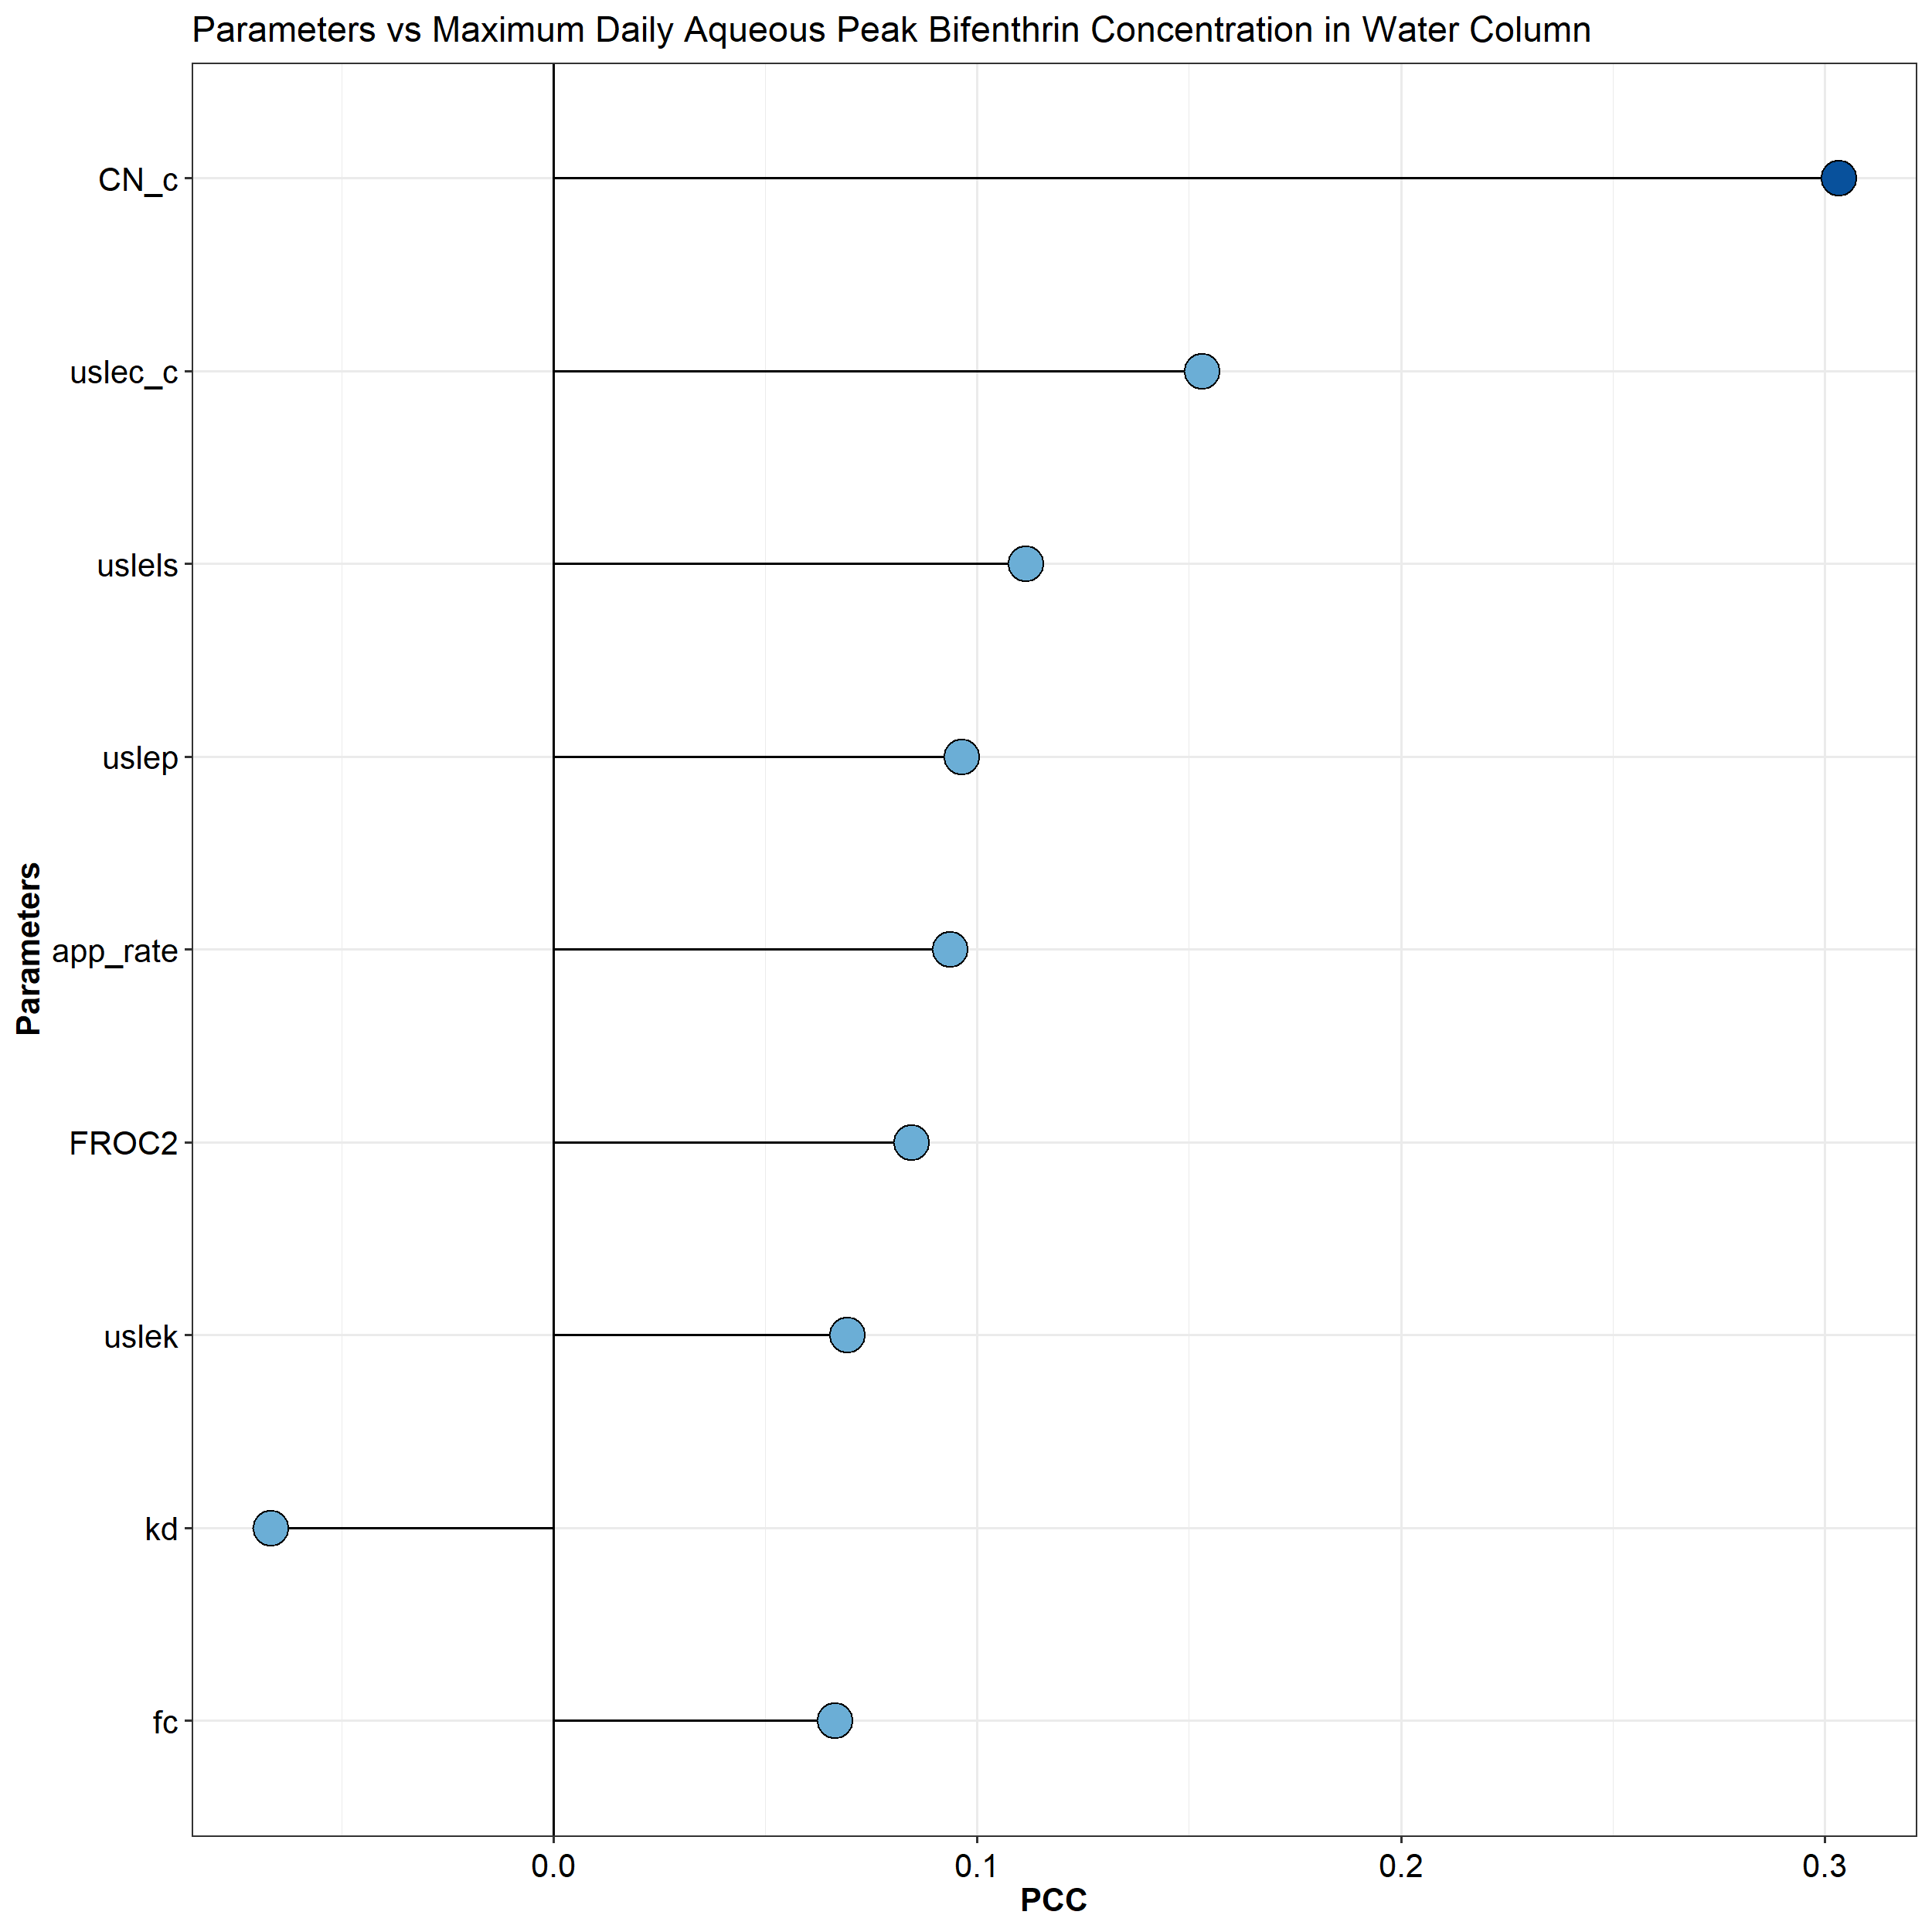 Parameters vs Maximum Daily Aqueous Peak Bifenthrin Concentration in Water Column
CN_c
uslec_c
uslels
uslep
app_rate
FROC2
uslek
kd
fc
Parameters
0.0 0.1 0.2 0.3
PCC